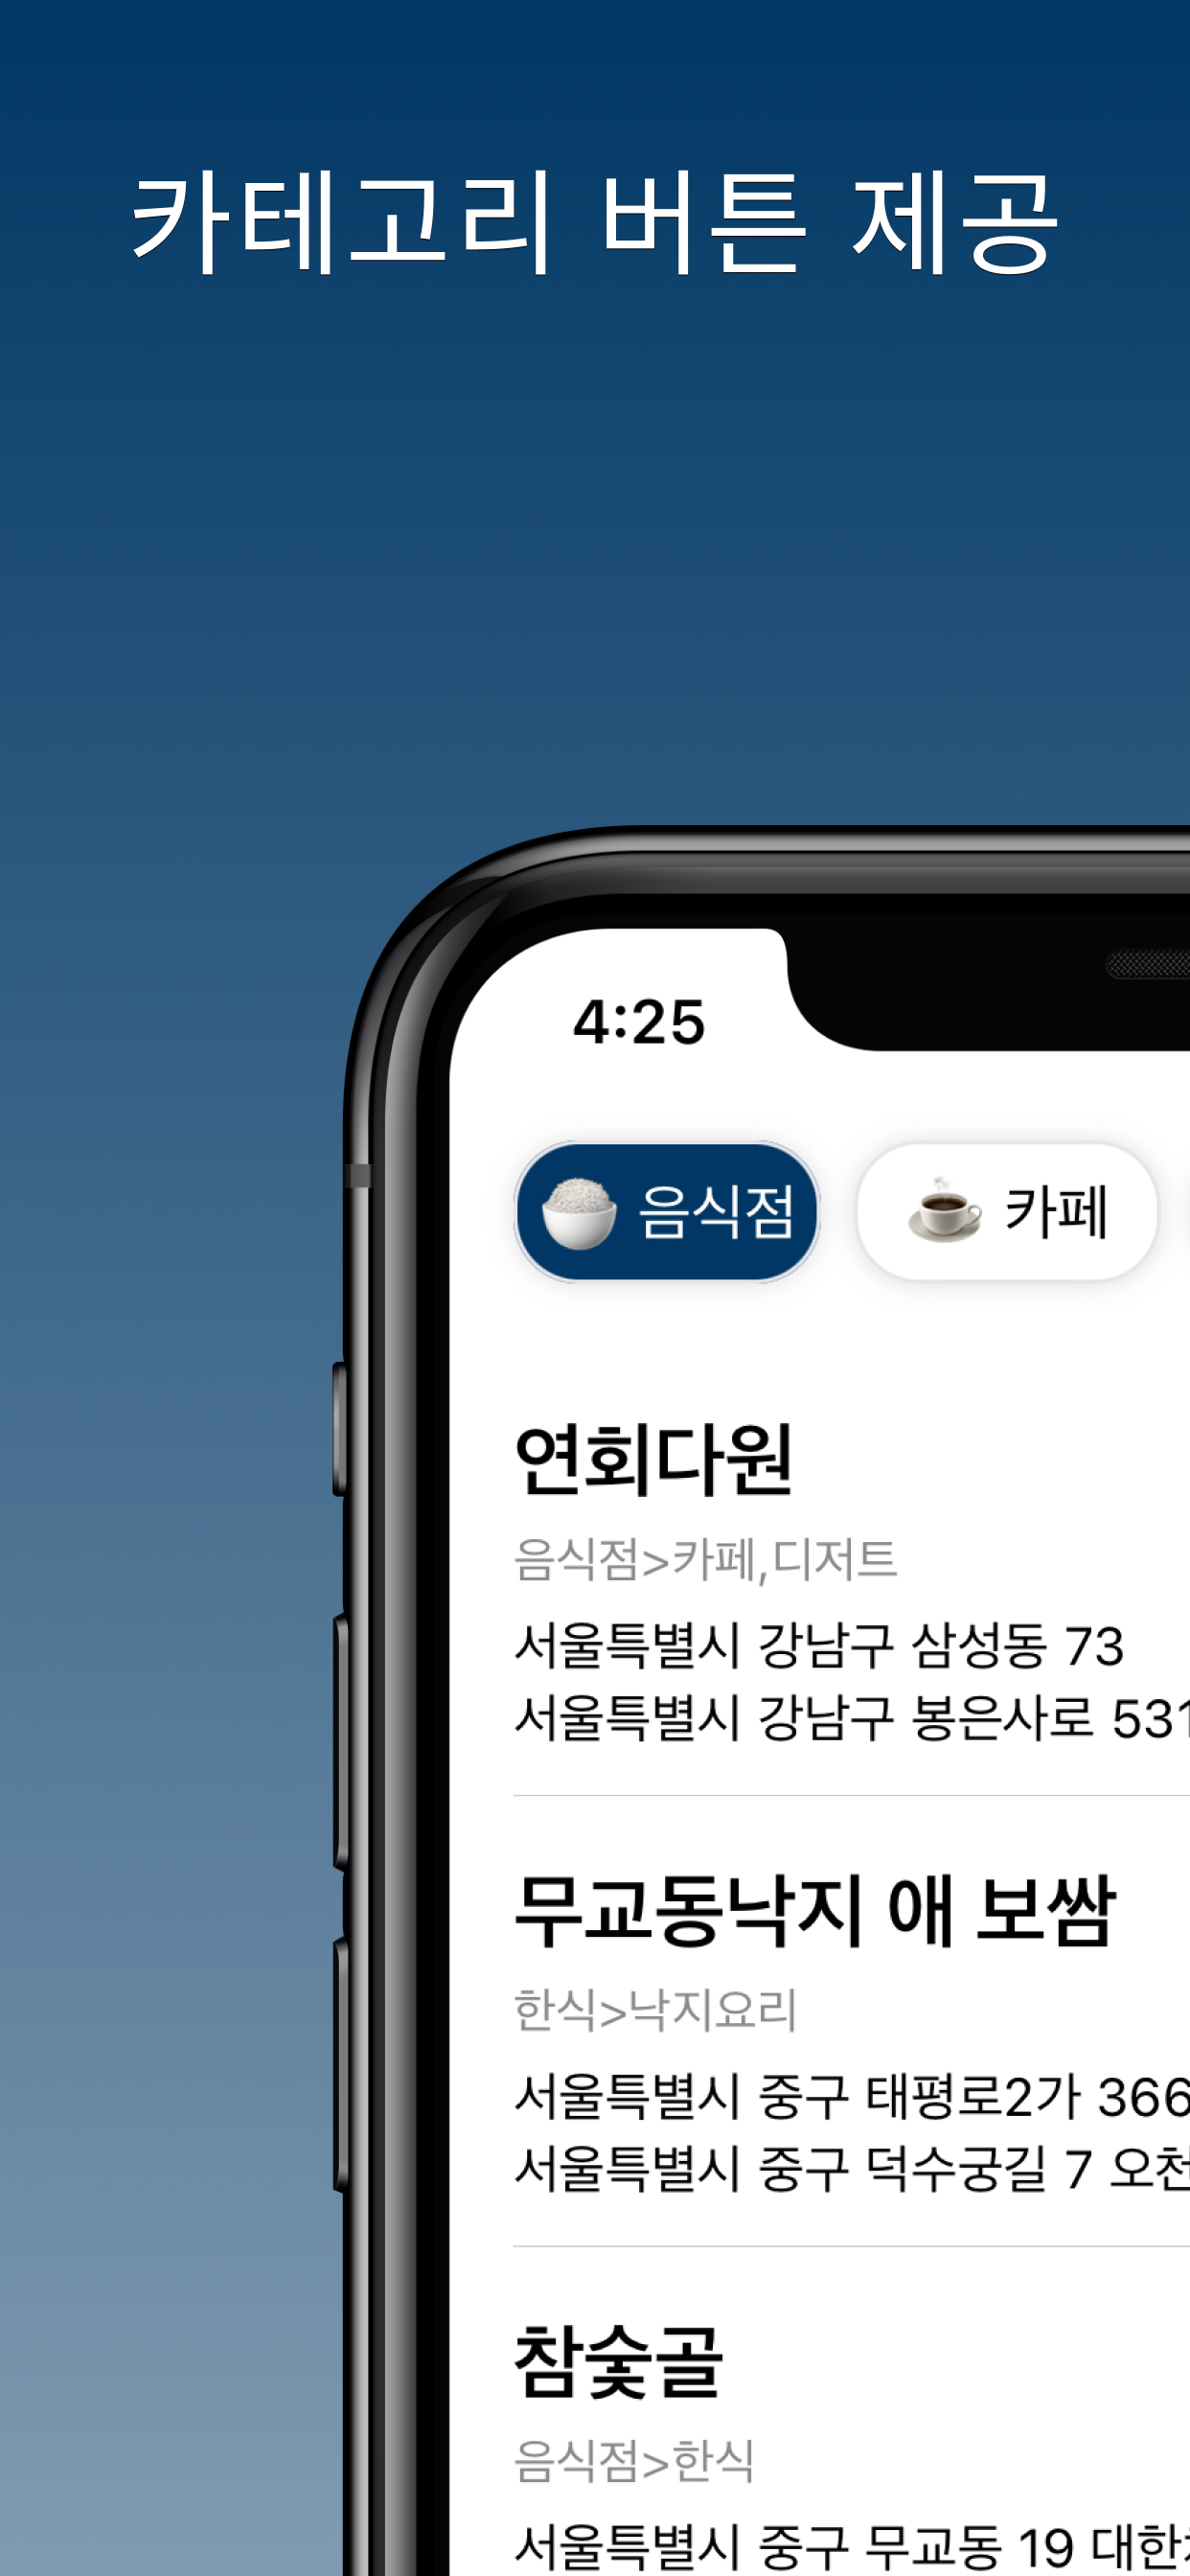 카테고리 버튼 제공
4:25
음식점 카페
연회다원
음식점>카페,디저트
서울특별시 강남구 삼성동 73
서울특별시 강남구 봉은사로 531
무교동낙지 애 보쌈
한식>낙지요리
서울특별시 중구 태평로2가 366
서울특별시 중구 덕수궁길 7 오천
참숯골
음식점>한식
서울특별시 중구 무교동 19 대한